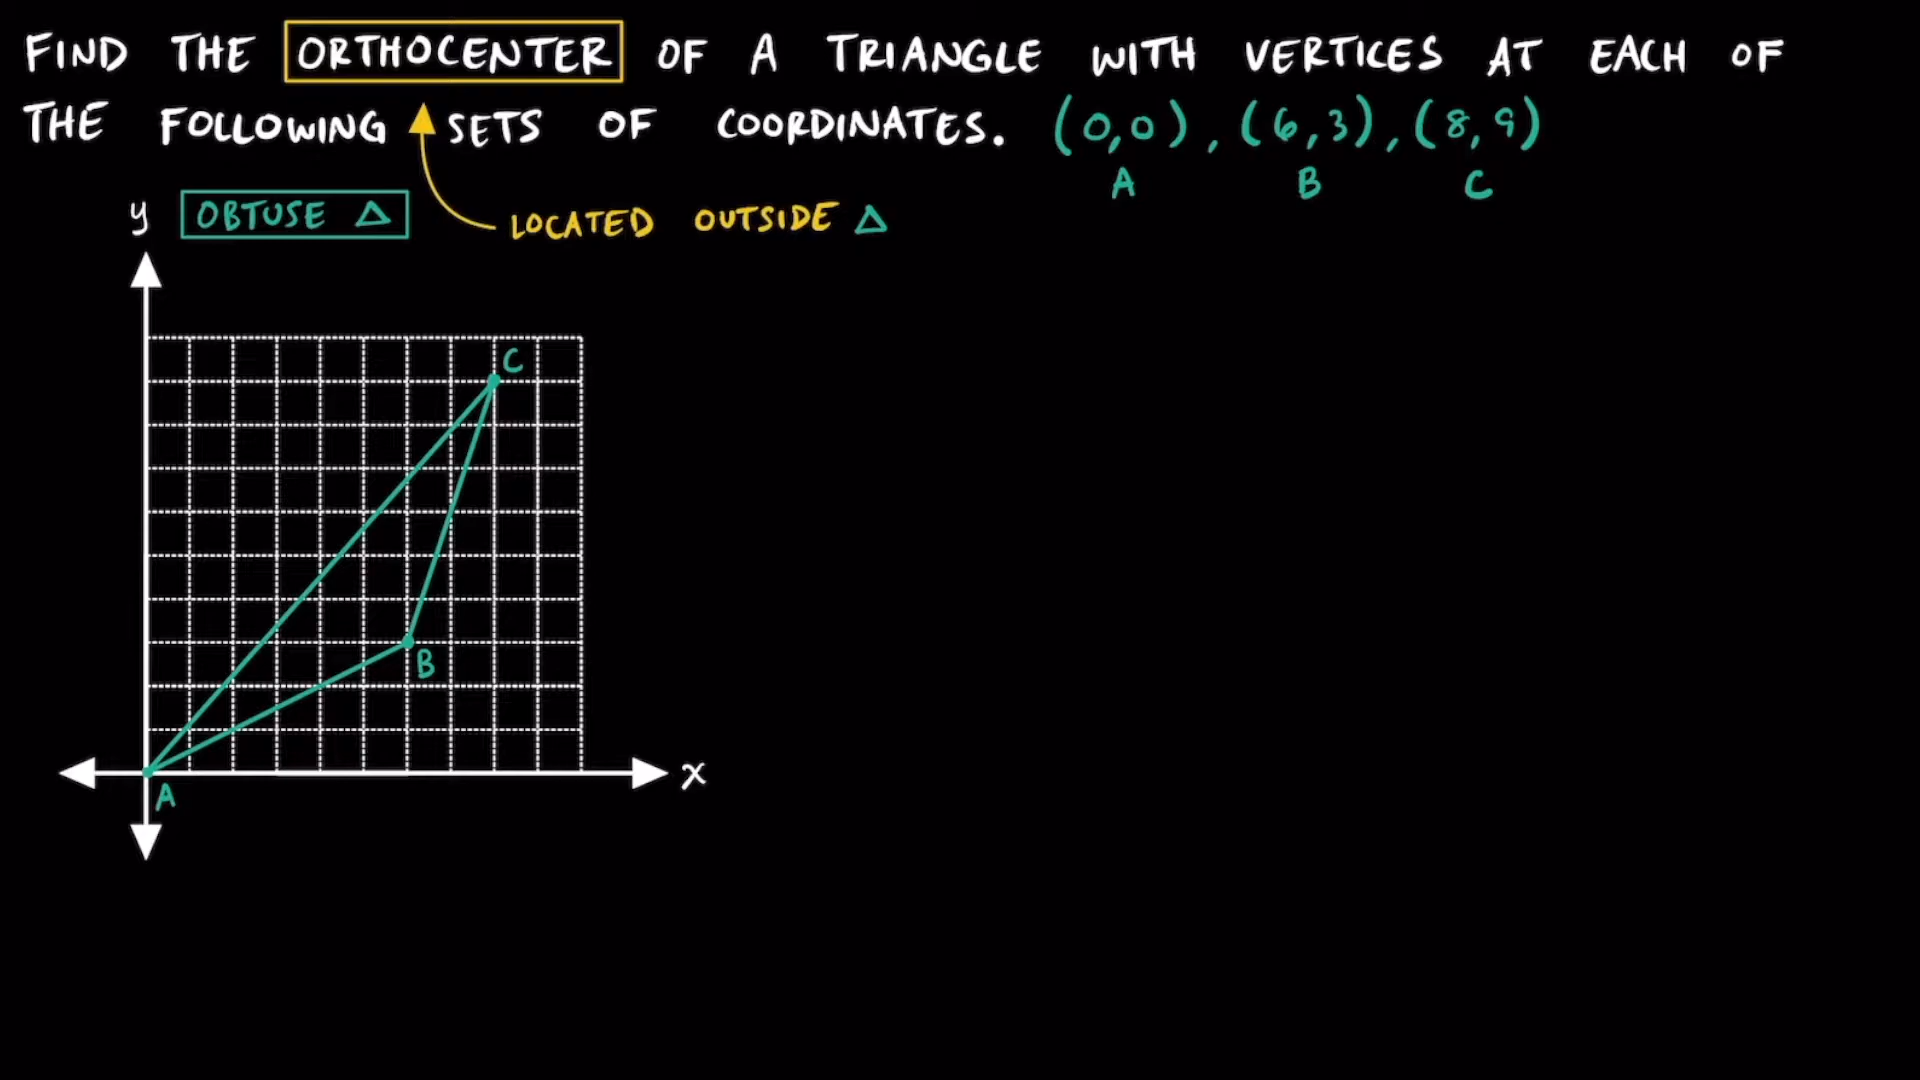 FIND THE ORTHOCENTER OF A TRIANGLE WITH VERTICES AT EACH OF
THE FOLLOWING SETS OF COORDINATES. (0,0), (6,3), (8,9)
A B C
y OBTUSE △ LOCATED OUTSIDE △
C
B
x
A